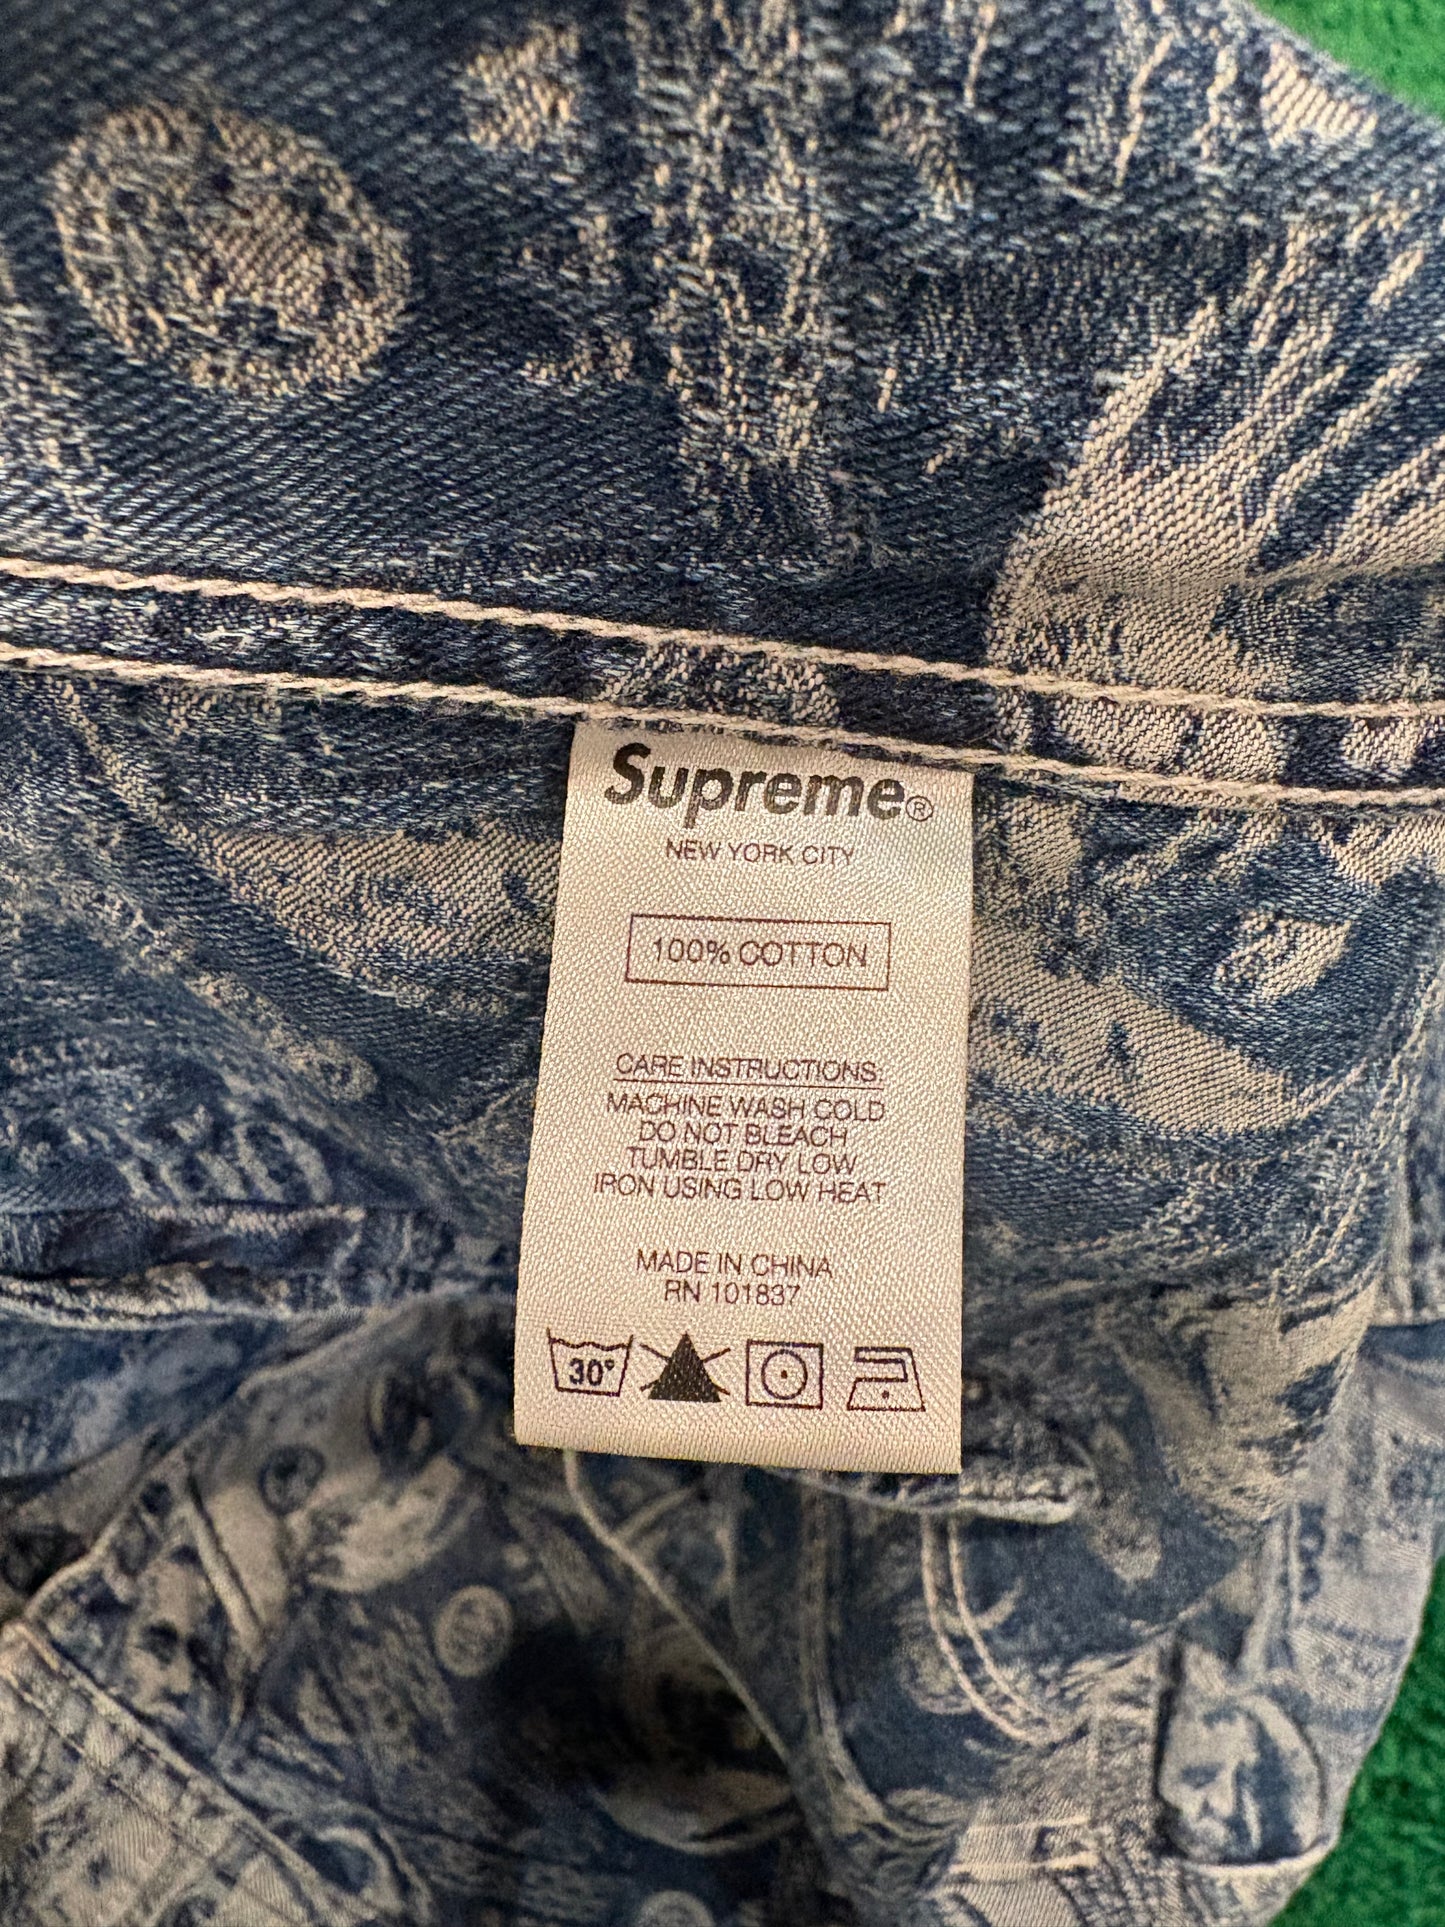 Supreme®
NEW YORK CITY
100% COTTON
CARE INSTRUCTIONS:
MACHINE WASH COLD
DO NOT BLEACH
TUMBLE DRY LOW
IRON USING LOW HEAT
MADE IN CHINA
RN 101837
30°